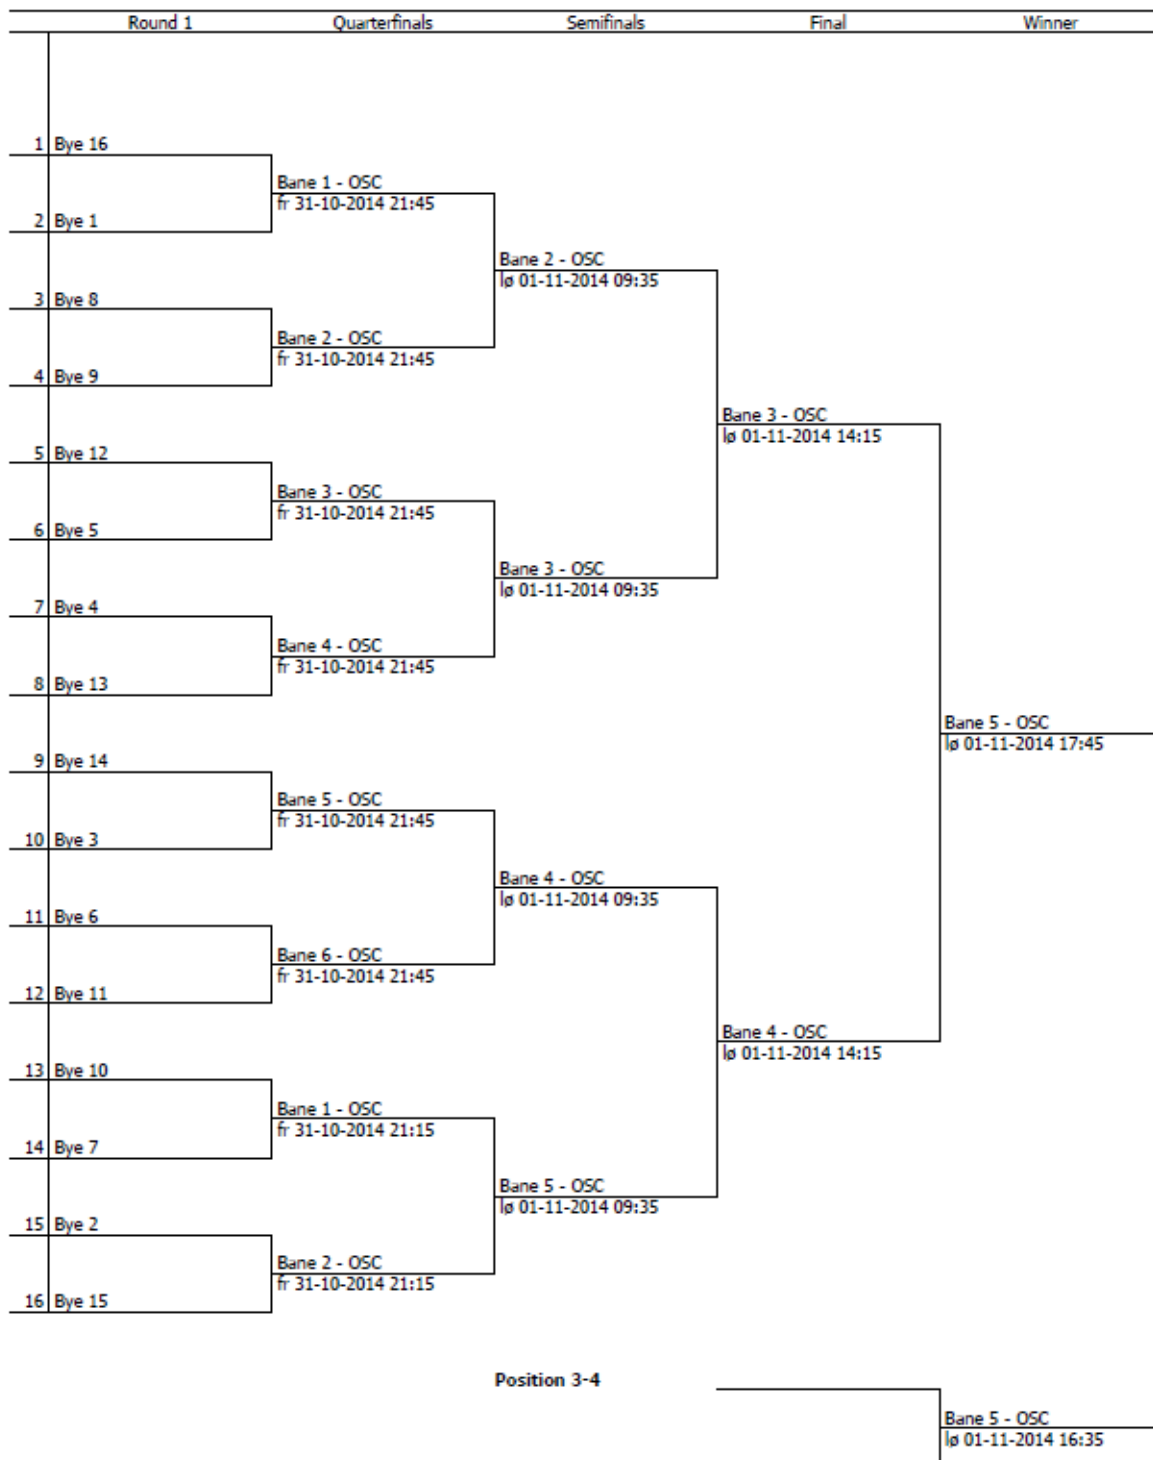 Round 1 Quarterfinals Semifinals Final Winner
1 Bye 16
Bane 1 - OSC
fr 31-10-2014 21:45
2 Bye 1
Bane 2 - OSC
lø 01-11-2014 09:35
3 Bye 8
Bane 2 - OSC
fr 31-10-2014 21:45
4 Bye 9
Bane 3 - OSC
lø 01-11-2014 14:15
5 Bye 12
Bane 3 - OSC
fr 31-10-2014 21:45
6 Bye 5
Bane 3 - OSC
lø 01-11-2014 09:35
7 Bye 4
Bane 4 - OSC
fr 31-10-2014 21:45
8 Bye 13
Bane 5 - OSC
lø 01-11-2014 17:45
9 Bye 14
Bane 5 - OSC
fr 31-10-2014 21:45
10 Bye 3
Bane 4 - OSC
lø 01-11-2014 09:35
11 Bye 6
Bane 6 - OSC
fr 31-10-2014 21:45
12 Bye 11
Bane 4 - OSC
lø 01-11-2014 14:15
13 Bye 10
Bane 1 - OSC
fr 31-10-2014 21:15
14 Bye 7
Bane 5 - OSC
lø 01-11-2014 09:35
15 Bye 2
Bane 2 - OSC
fr 31-10-2014 21:15
16 Bye 15
Position 3-4
Bane 5 - OSC
lø 01-11-2014 16:35